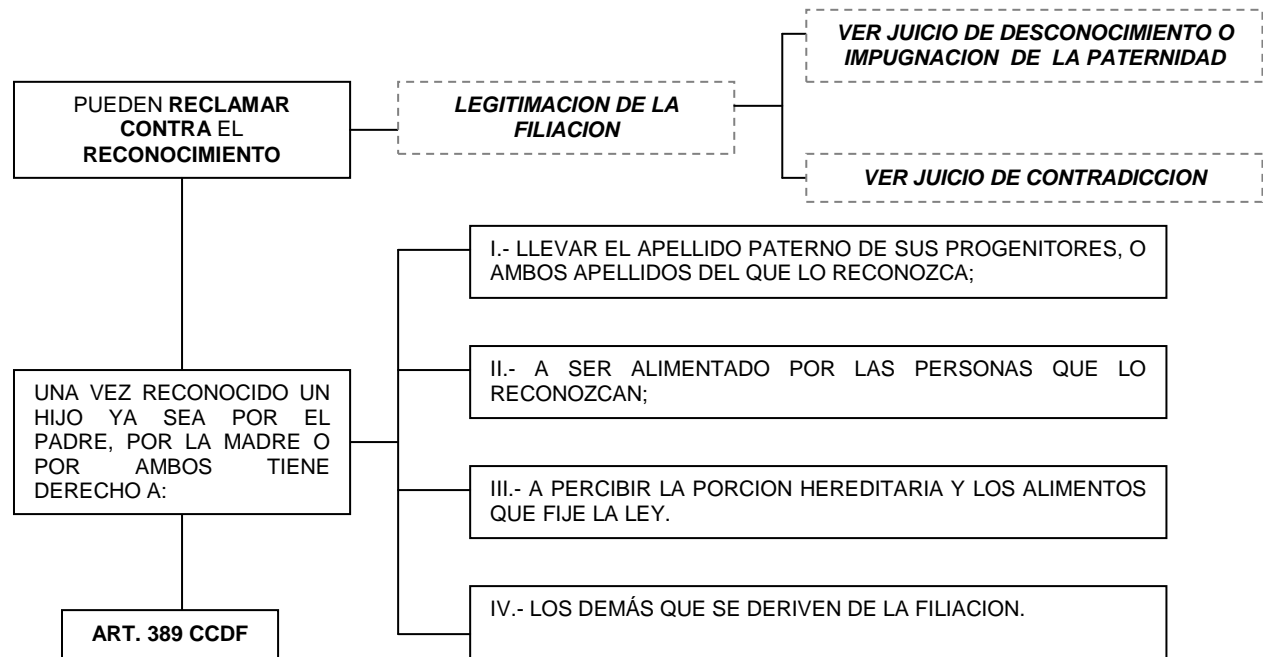 VER JUICIO DE DESCONOCIMIENTO O
IMPUGNACION DE LA PATERNIDAD
PUEDEN RECLAMAR
CONTRA EL
RECONOCIMIENTO
LEGITIMACION DE LA
FILIACION
VER JUICIO DE CONTRADICCION
I.- LLEVAR EL APELLIDO PATERNO DE SUS PROGENITORES, O
AMBOS APELLIDOS DEL QUE LO RECONOZCA;
II.- A SER ALIMENTADO POR LAS PERSONAS QUE LO
RECONOZCAN;
UNA VEZ RECONOCIDO UN
HIJO YA SEA POR EL
PADRE, POR LA MADRE O
POR AMBOS TIENE
DERECHO A:
III.- A PERCIBIR LA PORCION HEREDITARIA Y LOS ALIMENTOS
QUE FIJE LA LEY.
IV.- LOS DEMÁS QUE SE DERIVEN DE LA FILIACION.
ART. 389 CCDF